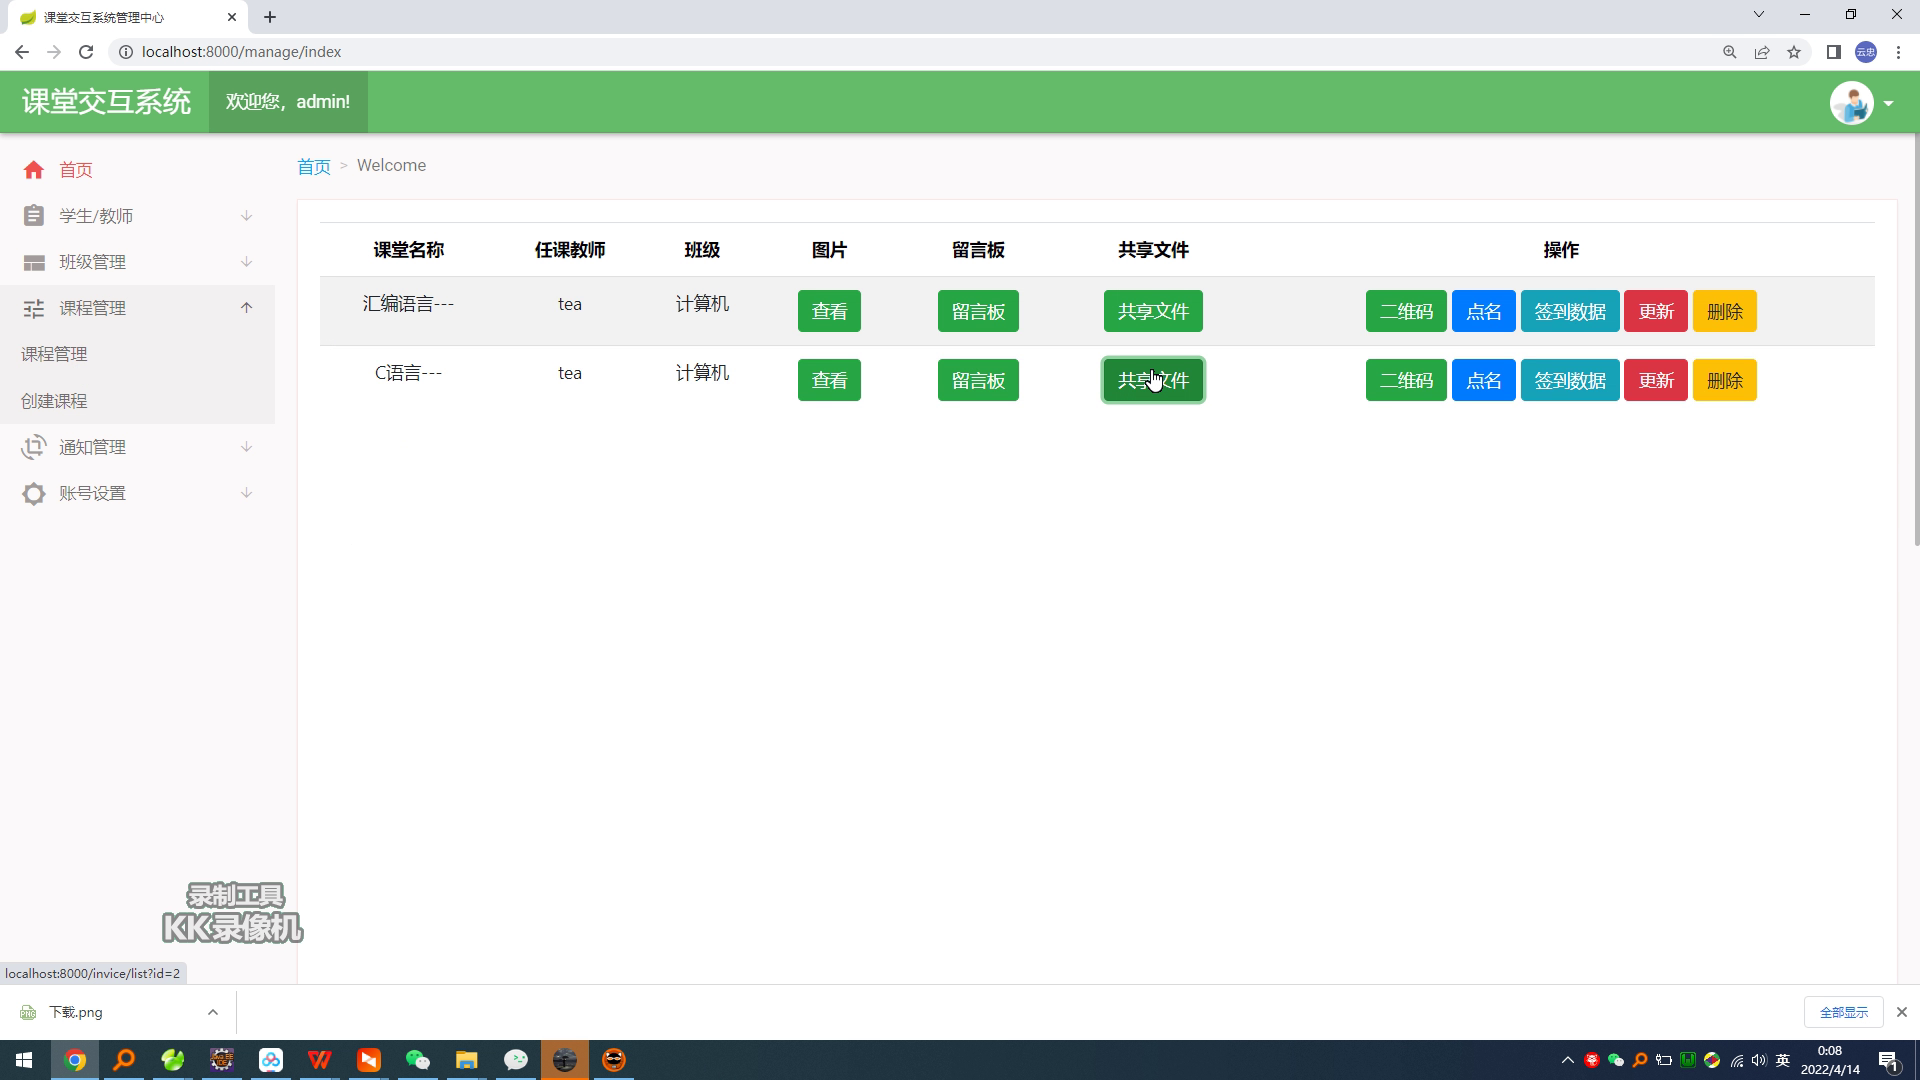 课堂交互系统管理中心
localhost:8000/manage/index
云忠
课堂交互系统
欢迎您，admin!
首页
首页 > Welcome
学生/教师
班级管理
课程管理
课程管理
创建课程
通知管理
账号设置
课堂名称 任课教师 班级 图片 留言板 共享文件 操作
汇编语言--- tea 计算机 查看 留言板 共享文件 二维码 点名 签到数据 更新 删除
C语言--- tea 计算机 查看 留言板 共享文件 二维码 点名 签到数据 更新 删除
录制工具
KK录像机
localhost:8000/invice/list?id=2
下载.png
全部显示
英
0:08
2022/4/14
1